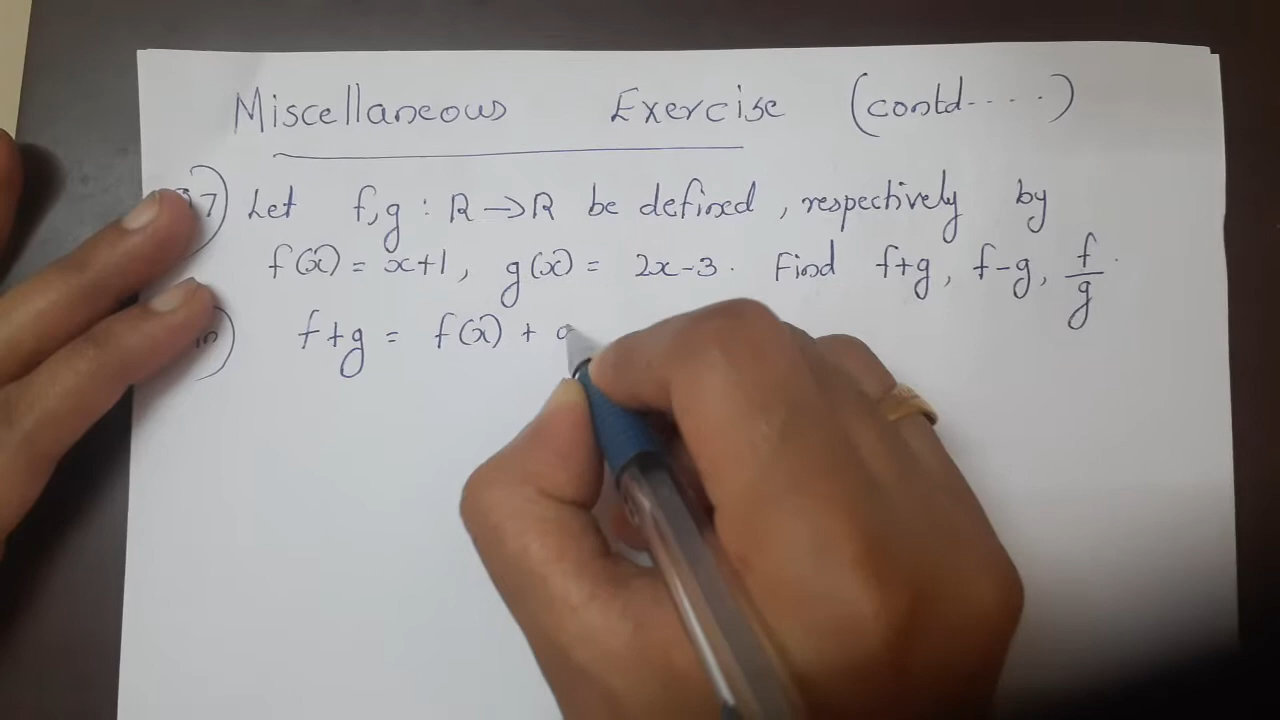 Miscellaneous Exercise (contd....)
7) Let f,g : R→R be defined, respectively by
f(x) = x+1, g(x) = 2x-3. Find f+g, f-g, f/g.
f+g = f(x) +